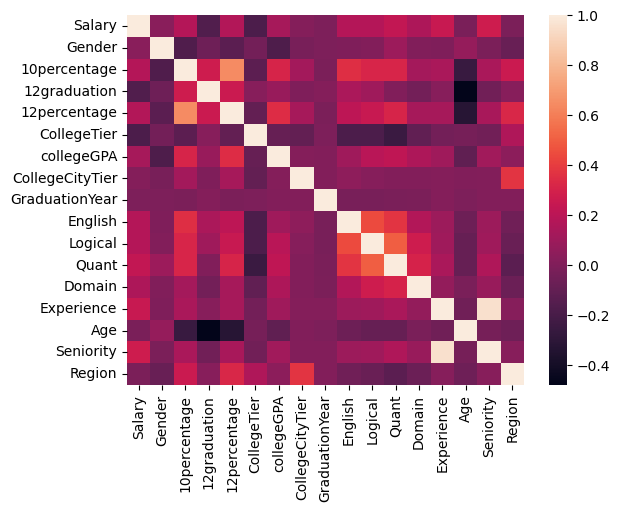 Salary
Gender
10percentage
12graduation
12percentage
CollegeTier
collegeGPA
CollegeCityTier
GraduationYear
English
Logical
Quant
Domain
Experience
Age
Seniority
Region
Salary
Gender
10percentage
12graduation
12percentage
CollegeTier
collegeGPA
CollegeCityTier
GraduationYear
English
Logical
Quant
Domain
Experience
Age
Seniority
Region
1.0
0.8
0.6
0.4
0.2
0.0
−0.2
−0.4